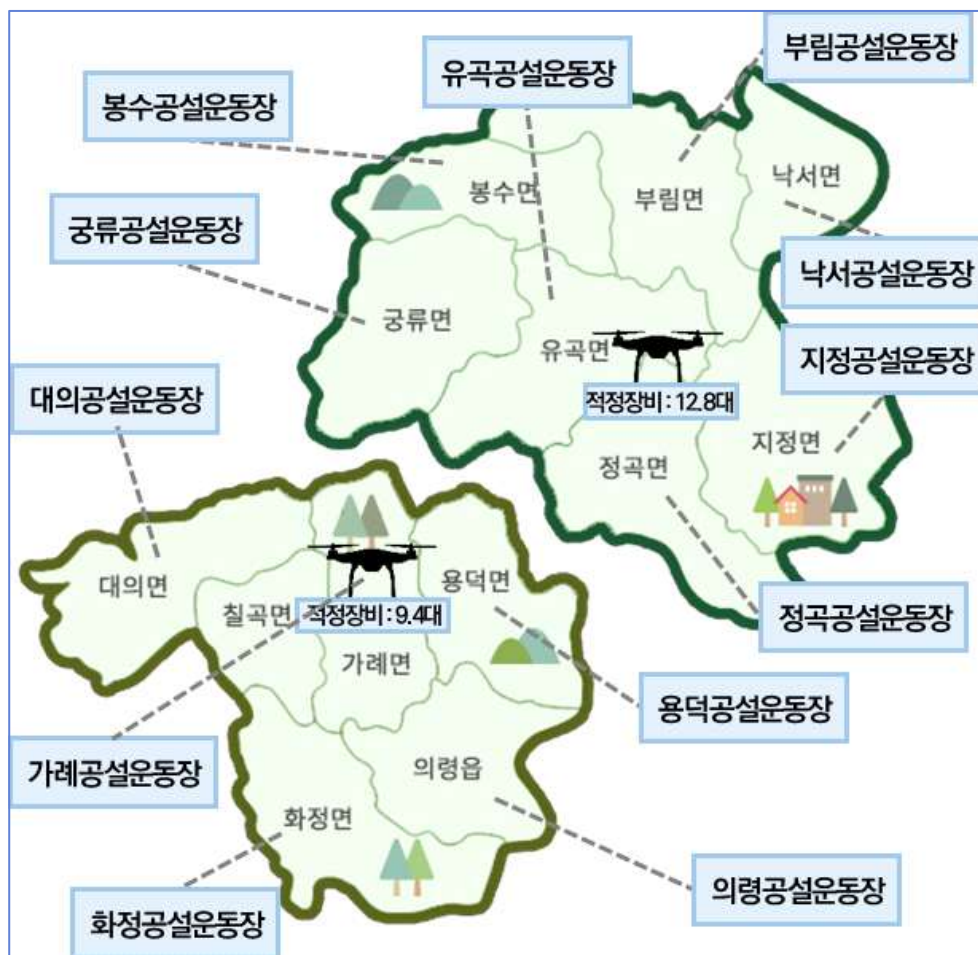 부림공설운동장
유곡공설운동장
봉수공설운동장
낙서면
봉수면
부림면
궁류공설운동장
낙서공설운동장
궁류면
유곡면
지정공설운동장
대의공설운동장
적정장비 : 12.8대
지정면
정곡면
대의면
용덕면
칠곡면
적정장비 : 9.4대
정곡공설운동장
가례면
용덕공설운동장
가례공설운동장
의령읍
화정면
의령공설운동장
화정공설운동장